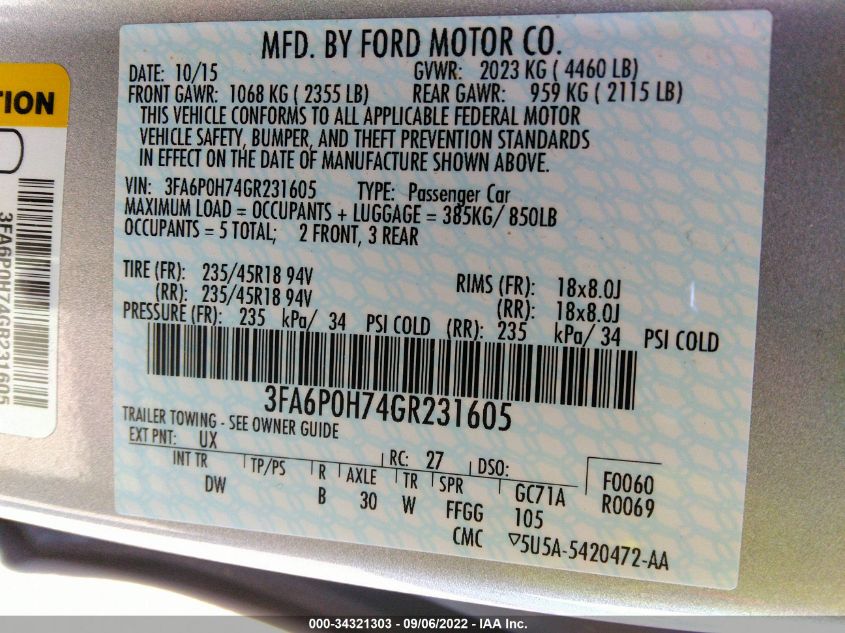 MFD. BY FORD MOTOR CO.
DATE: 10/15 GVWR: 2023 KG ( 4460 LB)
FRONT GAWR: 1068 KG ( 2355 LB) REAR GAWR: 959 KG ( 2115 LB)
THIS VEHICLE CONFORMS TO ALL APPLICABLE FEDERAL MOTOR
VEHICLE SAFETY, BUMPER, AND THEFT PREVENTION STANDARDS
IN EFFECT ON THE DATE OF MANUFACTURE SHOWN ABOVE.
VIN: 3FA6P0H74GR231605 TYPE: Passenger Car
MAXIMUM LOAD = OCCUPANTS + LUGGAGE = 385KG/ 850LB
OCCUPANTS = 5 TOTAL; 2 FRONT, 3 REAR
TIRE (FR): 235/45R18 94V RIMS (FR): 18x8.0J
(RR): 235/45R18 94V (RR): 18x8.0J
PRESSURE (FR): 235 kPa/ 34 PSI COLD (RR): 235 kPa/ 34 PSI COLD
3FA6P0H74GR231605
TRAILER TOWING - SEE OWNER GUIDE
EXT PNT: UX RC: 27 DSO:
INT TR TP/PS R AXLE TR SPR GC71A F0060
DW B 30 W FFGG 105 R0069
CMC ▽5U5A-5420472-AA
TION
3FA6P0H74GR231605
000-34321303 - 09/06/2022 - IAA Inc.